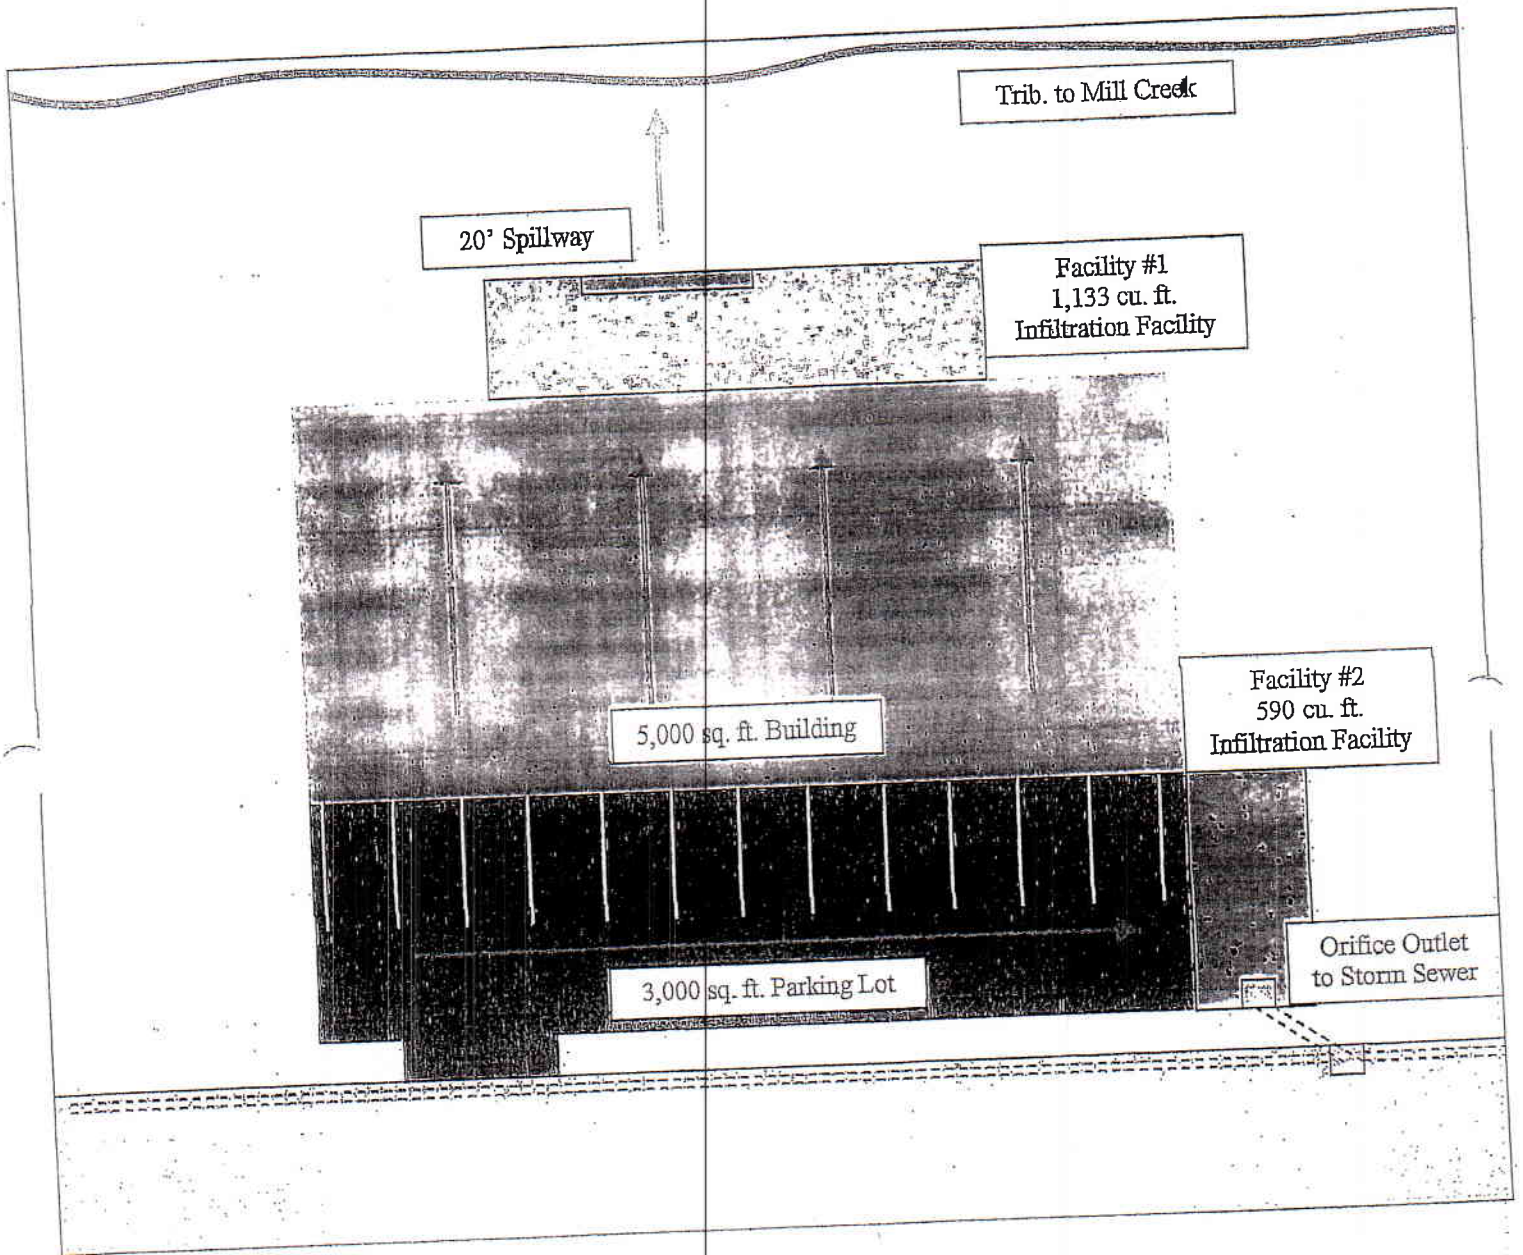 Trib. to Mill Creek
20' Spillway
Facility #1
1,133 cu. ft.
Infiltration Facility
5,000 sq. ft. Building
Facility #2
590 cu. ft.
Infiltration Facility
3,000 sq. ft. Parking Lot
Orifice Outlet
to Storm Sewer